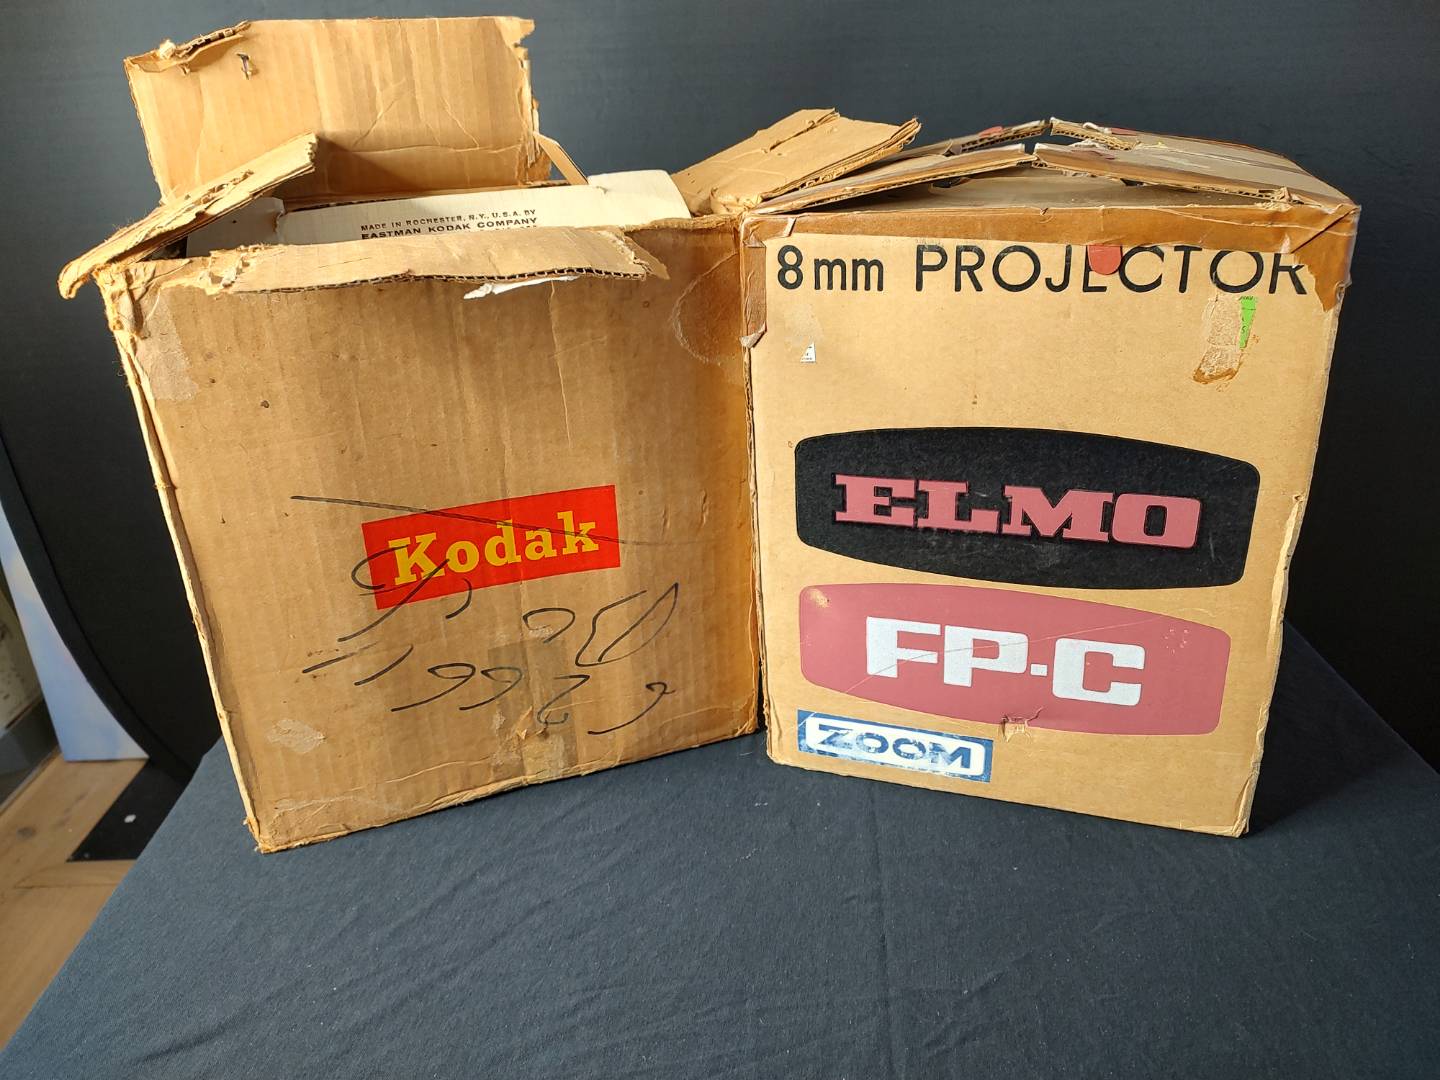 MADE IN ROCHESTER, N.Y., U.S.A. BY
EASTMAN KODAK COMPANY
Kodak
8mm PROJECTOR
ELMO
FP-C
ZOOM